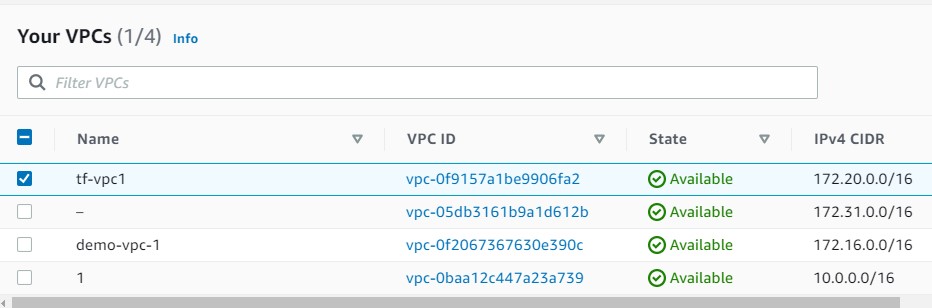 Your VPCs (1/4) Info
Filter VPCs
Name VPC ID State IPv4 CIDR
tf-vpc1 vpc-0f9157a1be9906fa2 Available 172.20.0.0/16
– vpc-05db3161b9a1d612b Available 172.31.0.0/16
demo-vpc-1 vpc-0f2067367630e390c Available 172.16.0.0/16
1 vpc-0baa12c447a23a739 Available 10.0.0.0/16